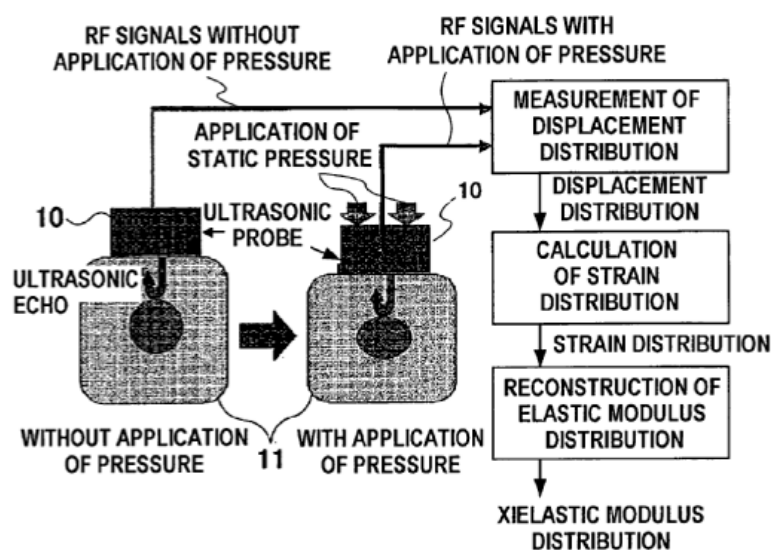 RF SIGNALS WITHOUT
APPLICATION OF PRESSURE
RF SIGNALS WITH
APPLICATION OF PRESSURE
APPLICATION OF
STATIC PRESSURE
MEASUREMENT OF
DISPLACEMENT
DISTRIBUTION
DISPLACEMENT
DISTRIBUTION
10
ULTRASONIC
PROBE
10
CALCULATION
OF STRAIN
DISTRIBUTION
ULTRASONIC
ECHO
STRAIN DISTRIBUTION
RECONSTRUCTION OF
ELASTIC MODULUS
DISTRIBUTION
WITHOUT APPLICATION
OF PRESSURE
11
WITH APPLICATION
OF PRESSURE
XIELASTIC MODULUS
DISTRIBUTION